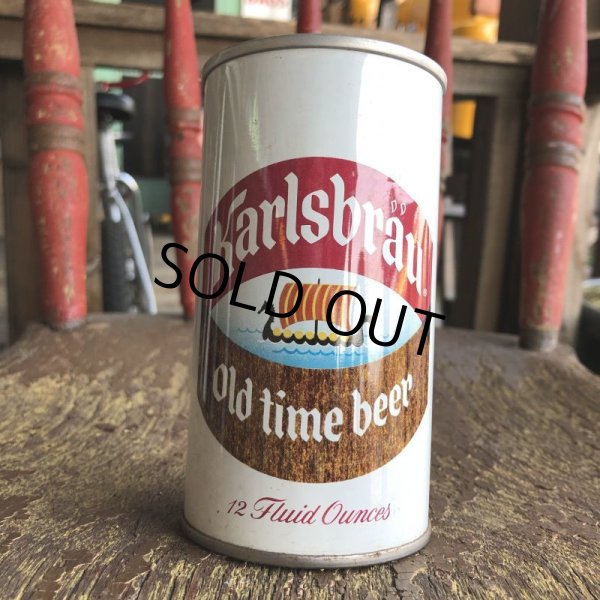 Karlsbräu®
SOLD OUT
Old time beer
12 Fluid Ounces